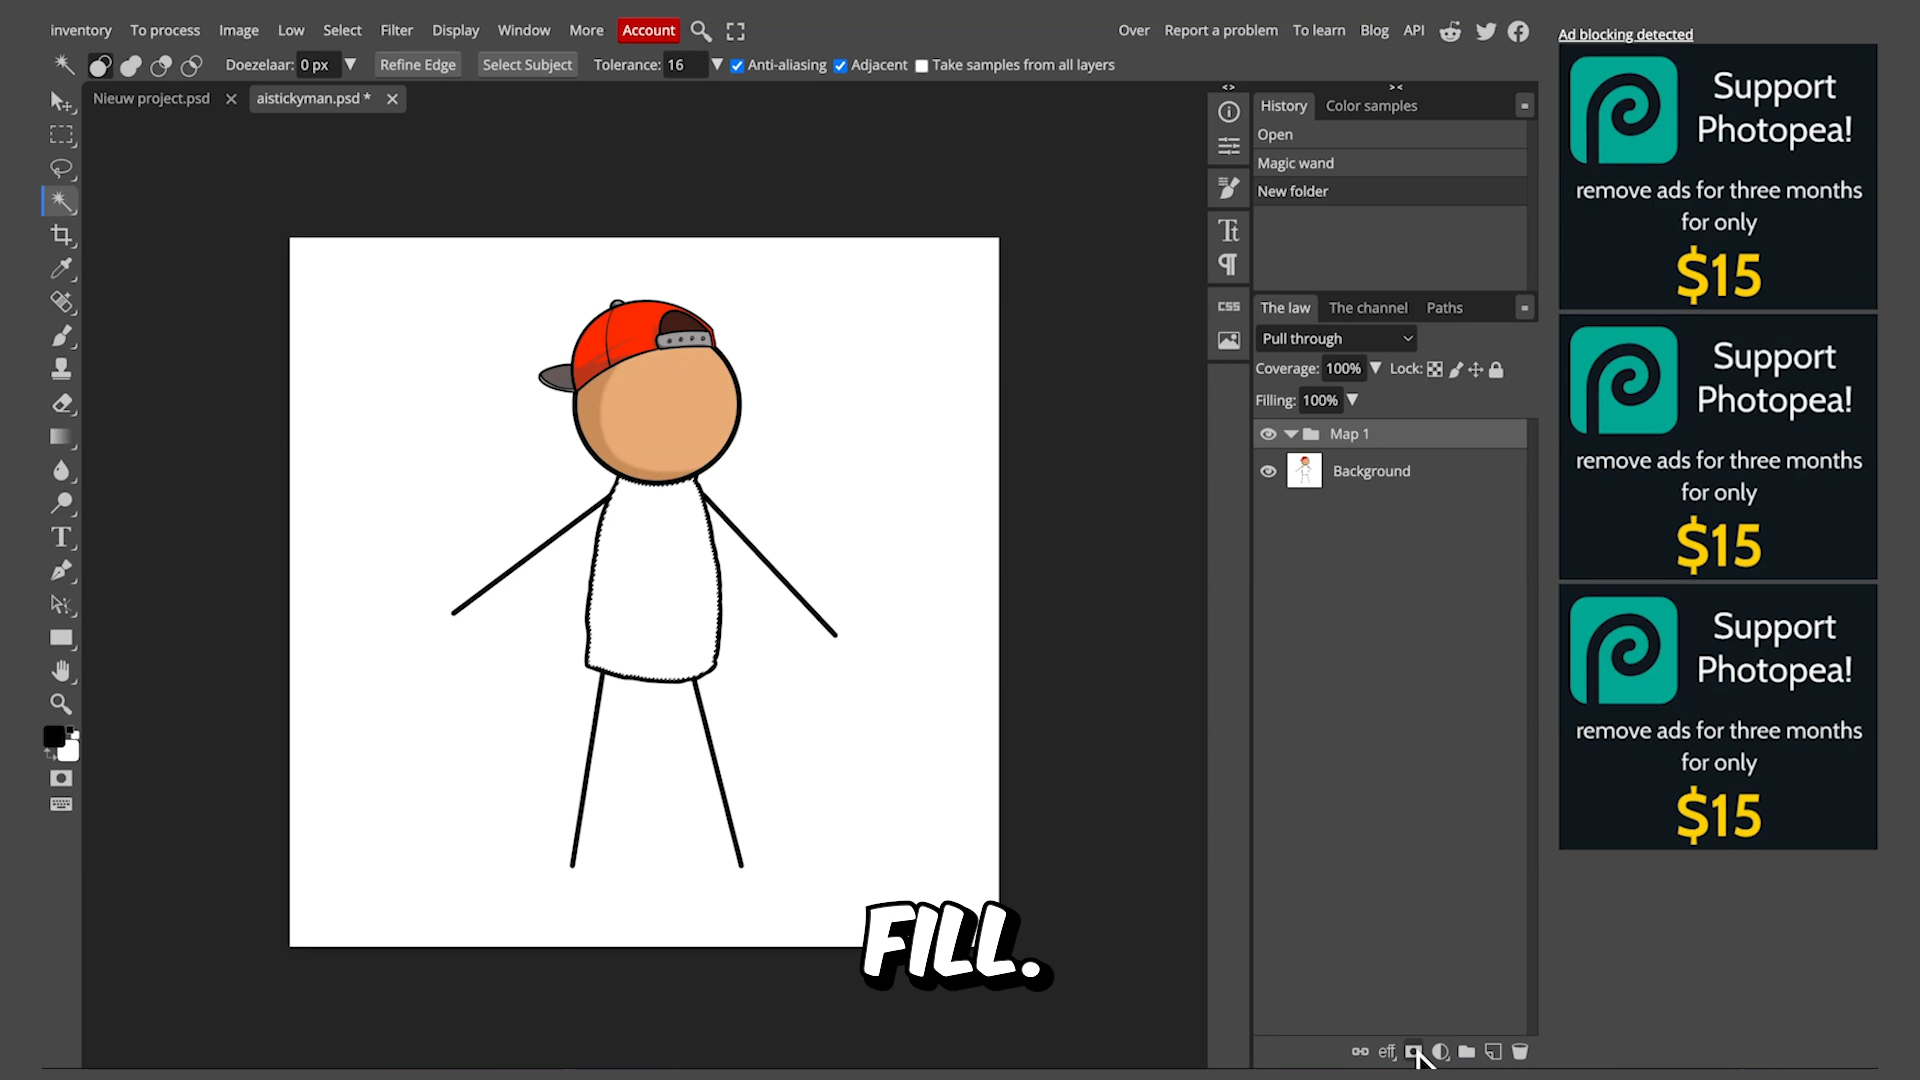 inventory To process Image Low Select Filter Display Window More Account Over Report a problem To learn Blog API
Doezelaar: 0 px Refine Edge Select Subject Tolerance: 16 Anti-aliasing Adjacent Take samples from all layers
Nieuw project.psd aistickyman.psd *
History Color samples
Open
Magic wand
New folder
CSS
The law The channel Paths
Pull through
Coverage: 100% Lock:
Filling: 100%
Map 1
Background
eff
FILL.
Ad blocking detected
Support
Photopea!
remove ads for three months
for only
$15
Support
Photopea!
remove ads for three months
for only
$15
Support
Photopea!
remove ads for three months
for only
$15